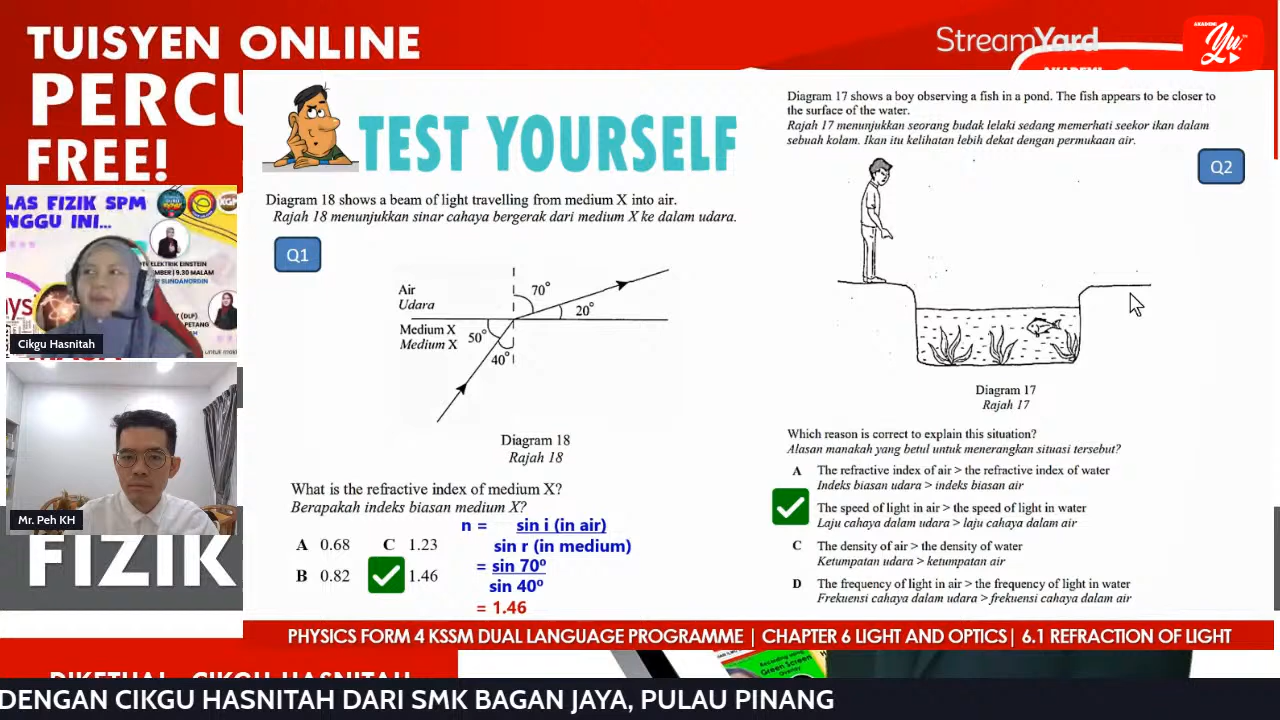 TUISYEN ONLINE
FREE!
StreamYard
AKADEMI
Yu
LAS FIZIK SPM
NGGU INI...
Cikgu Hasnitah
Mr. Peh KH
FIZIK
TEST YOURSELF
Diagram 18 shows a beam of light travelling from medium X into air.
Rajah 18 menunjukkan sinar cahaya bergerak dari medium X ke dalam udara.
Q1
Air
Udara
Medium X
Medium X
70°
20°
50°
40°
Diagram 18
Rajah 18
What is the refractive index of medium X?
Berapakah indeks biasan medium X?
A 0.68 C 1.23
B 0.82 1.46
n = sin i (in air)
sin r (in medium)
= sin 70º
sin 40º
= 1.46
Diagram 17 shows a boy observing a fish in a pond. The fish appears to be closer to
the surface of the water.
Rajah 17 menunjukkan seorang budak lelaki sedang memerhati seekor ikan dalam
sebuah kolam. Ikan itu kelihatan lebih dekat dengan permukaan air.
Q2
Diagram 17
Rajah 17
Which reason is correct to explain this situation?
Alasan manakah yang betul untuk menerangkan situasi tersebut?
A The refractive index of air > the refractive index of water
Indeks biasan udara > indeks biasan air
The speed of light in air > the speed of light in water
Laju cahaya dalam udara > laju cahaya dalam air
C The density of air > the density of water
Ketumpatan udara > ketumpatan air
D The frequency of light in air > the frequency of light in water
Frekuensi cahaya dalam udara > frekuensi cahaya dalam air
PHYSICS FORM 4 KSSM DUAL LANGUAGE PROGRAMME | CHAPTER 6 LIGHT AND OPTICS| 6.1 REFRACTION OF LIGHT
Green Screen
DENGAN CIKGU HASNITAH DARI SMK BAGAN JAYA, PULAU PINANG